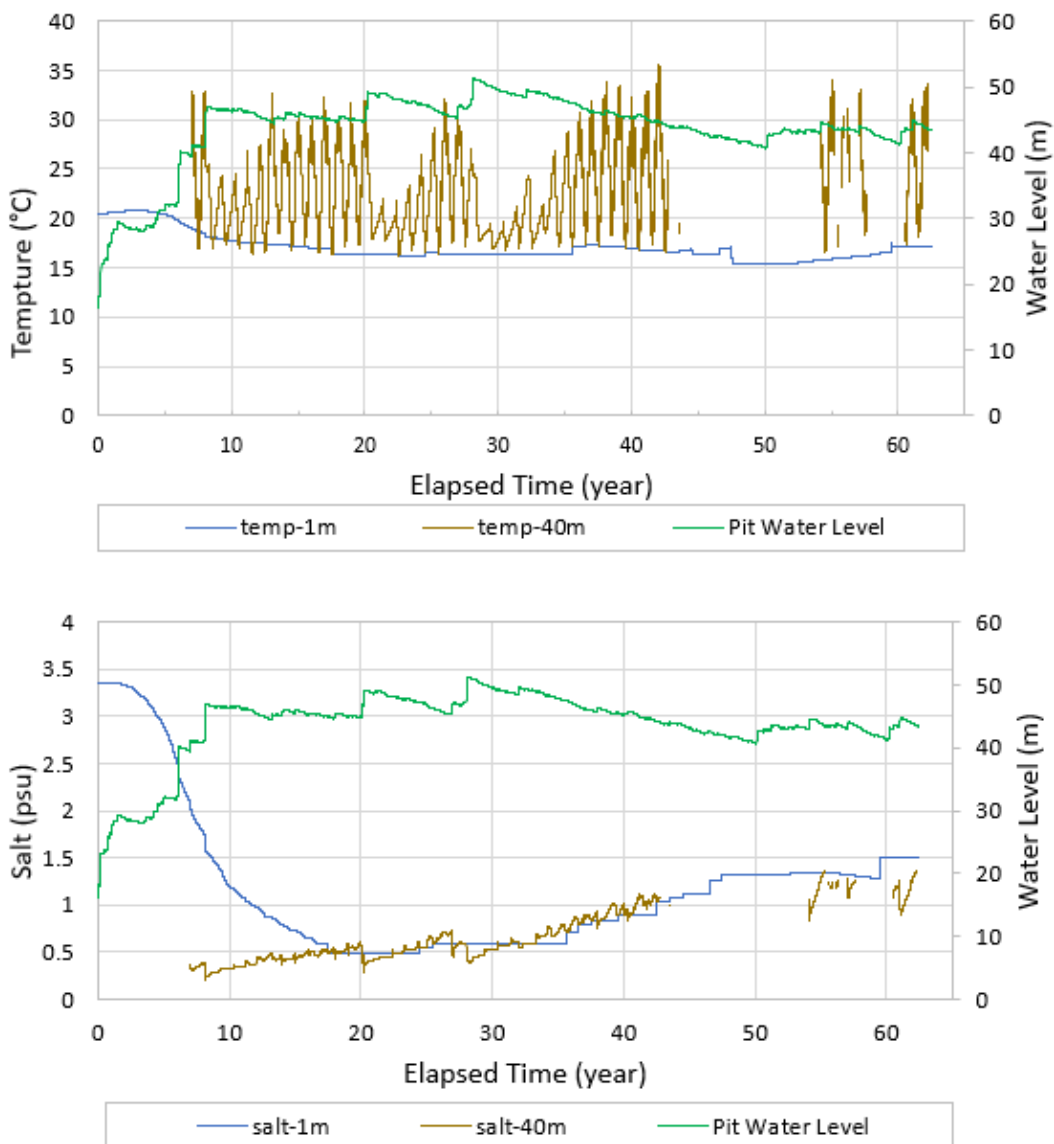 40 60
35 50
30
25 40
20 30
15 20
10
5 10
0 0
Tempture (°C)
Water Level (m)
0 10 20 30 40 50 60
Elapsed Time (year)
temp-1m temp-40m Pit Water Level
4 60
3.5 50
3
2.5 40
2 30
1.5 20
1
0.5 10
0 0
Salt (psu)
Water Level (m)
0 10 20 30 40 50 60
Elapsed Time (year)
salt-1m salt-40m Pit Water Level